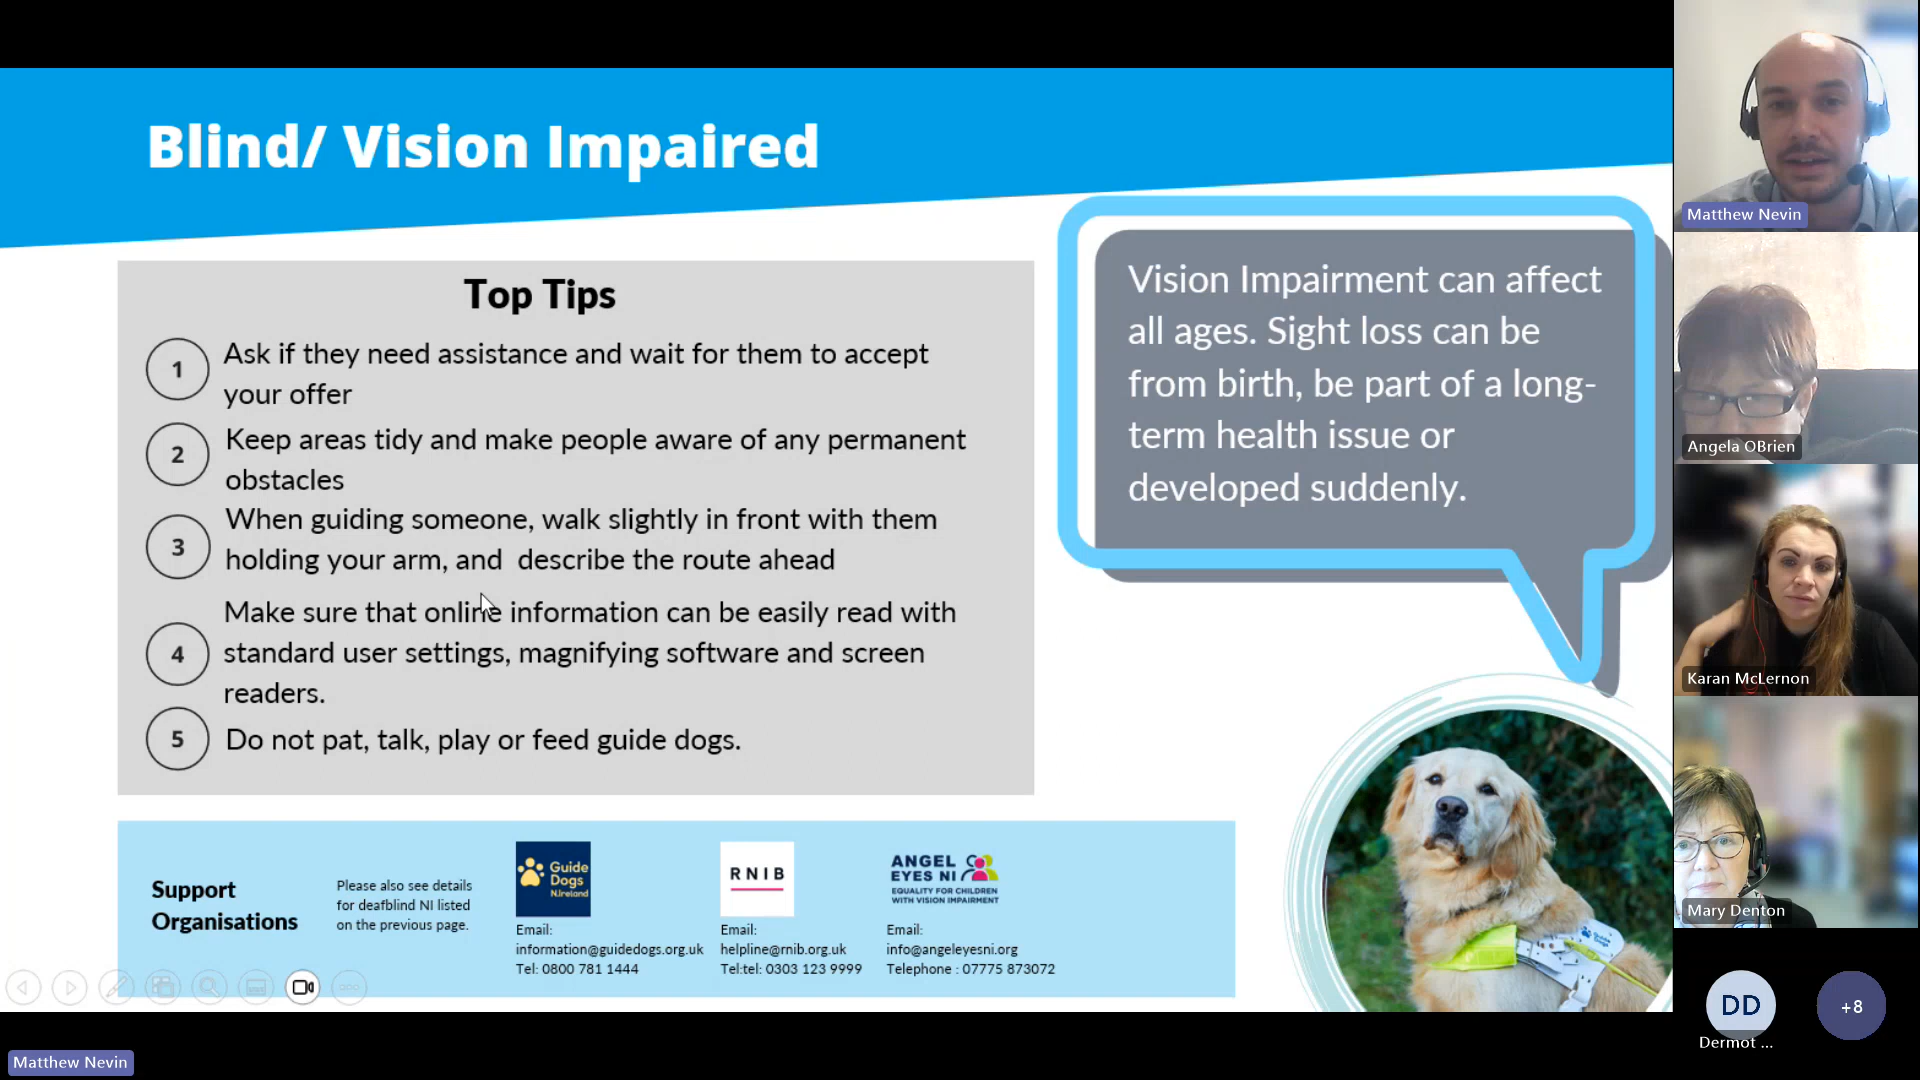 Blind/ Vision Impaired
Top Tips
1
Ask if they need assistance and wait for them to accept
your offer
2
Keep areas tidy and make people aware of any permanent
obstacles
3
When guiding someone, walk slightly in front with them
holding your arm, and  describe the route ahead
4
Make sure that online information can be easily read with
standard user settings, magnifying software and screen
readers.
5
Do not pat, talk, play or feed guide dogs.
Vision Impairment can affect
all ages. Sight loss can be
from birth, be part of a long-
term health issue or
developed suddenly.
Support
Organisations
Please also see details
for deafblind NI listed
on the previous page.
Guide
Dogs
N.Ireland
Email:
information@guidedogs.org.uk
Tel: 0800 781 1444
RNIB
Email:
helpline@rnib.org.uk
Tel:tel: 0303 123 9999
ANGEL
EYES NI
EQUALITY FOR CHILDREN
WITH VISION IMPAIRMENT
Email:
info@angeleyesni.org
Telephone : 07775 873072
Guide
Dogs
Matthew Nevin
Angela OBrien
Karan McLernon
Mary Denton
DD
Dermot ...
+8
Matthew Nevin